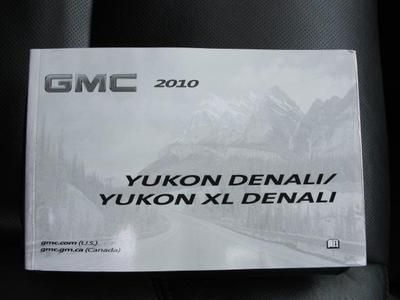 GMC 2010
YUKON DENALI/
YUKON XL DENALI
gmc.com (U.S.)
gmc.gm.ca (Canada)